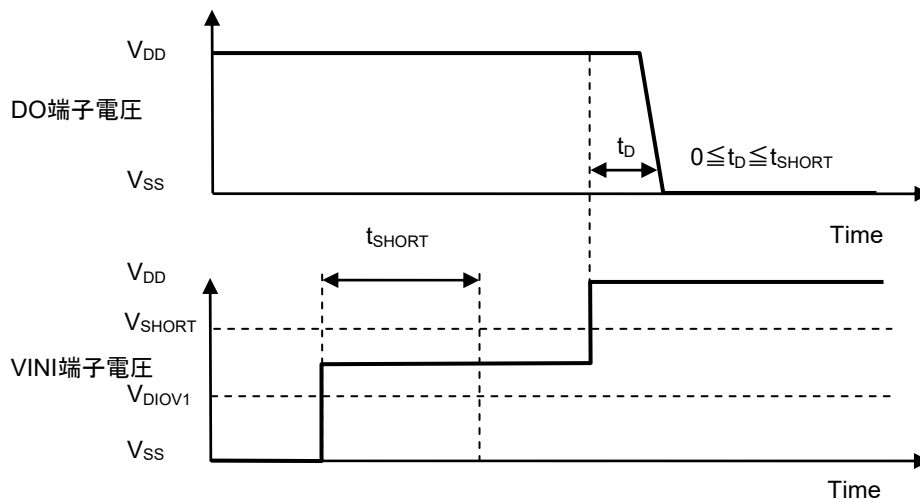 VDD
DO端子電圧
tD
0≦tD≦tSHORT
VSS
Time
tSHORT
VDD
VSHORT
VINI端子電圧
VDIOV1
VSS
Time